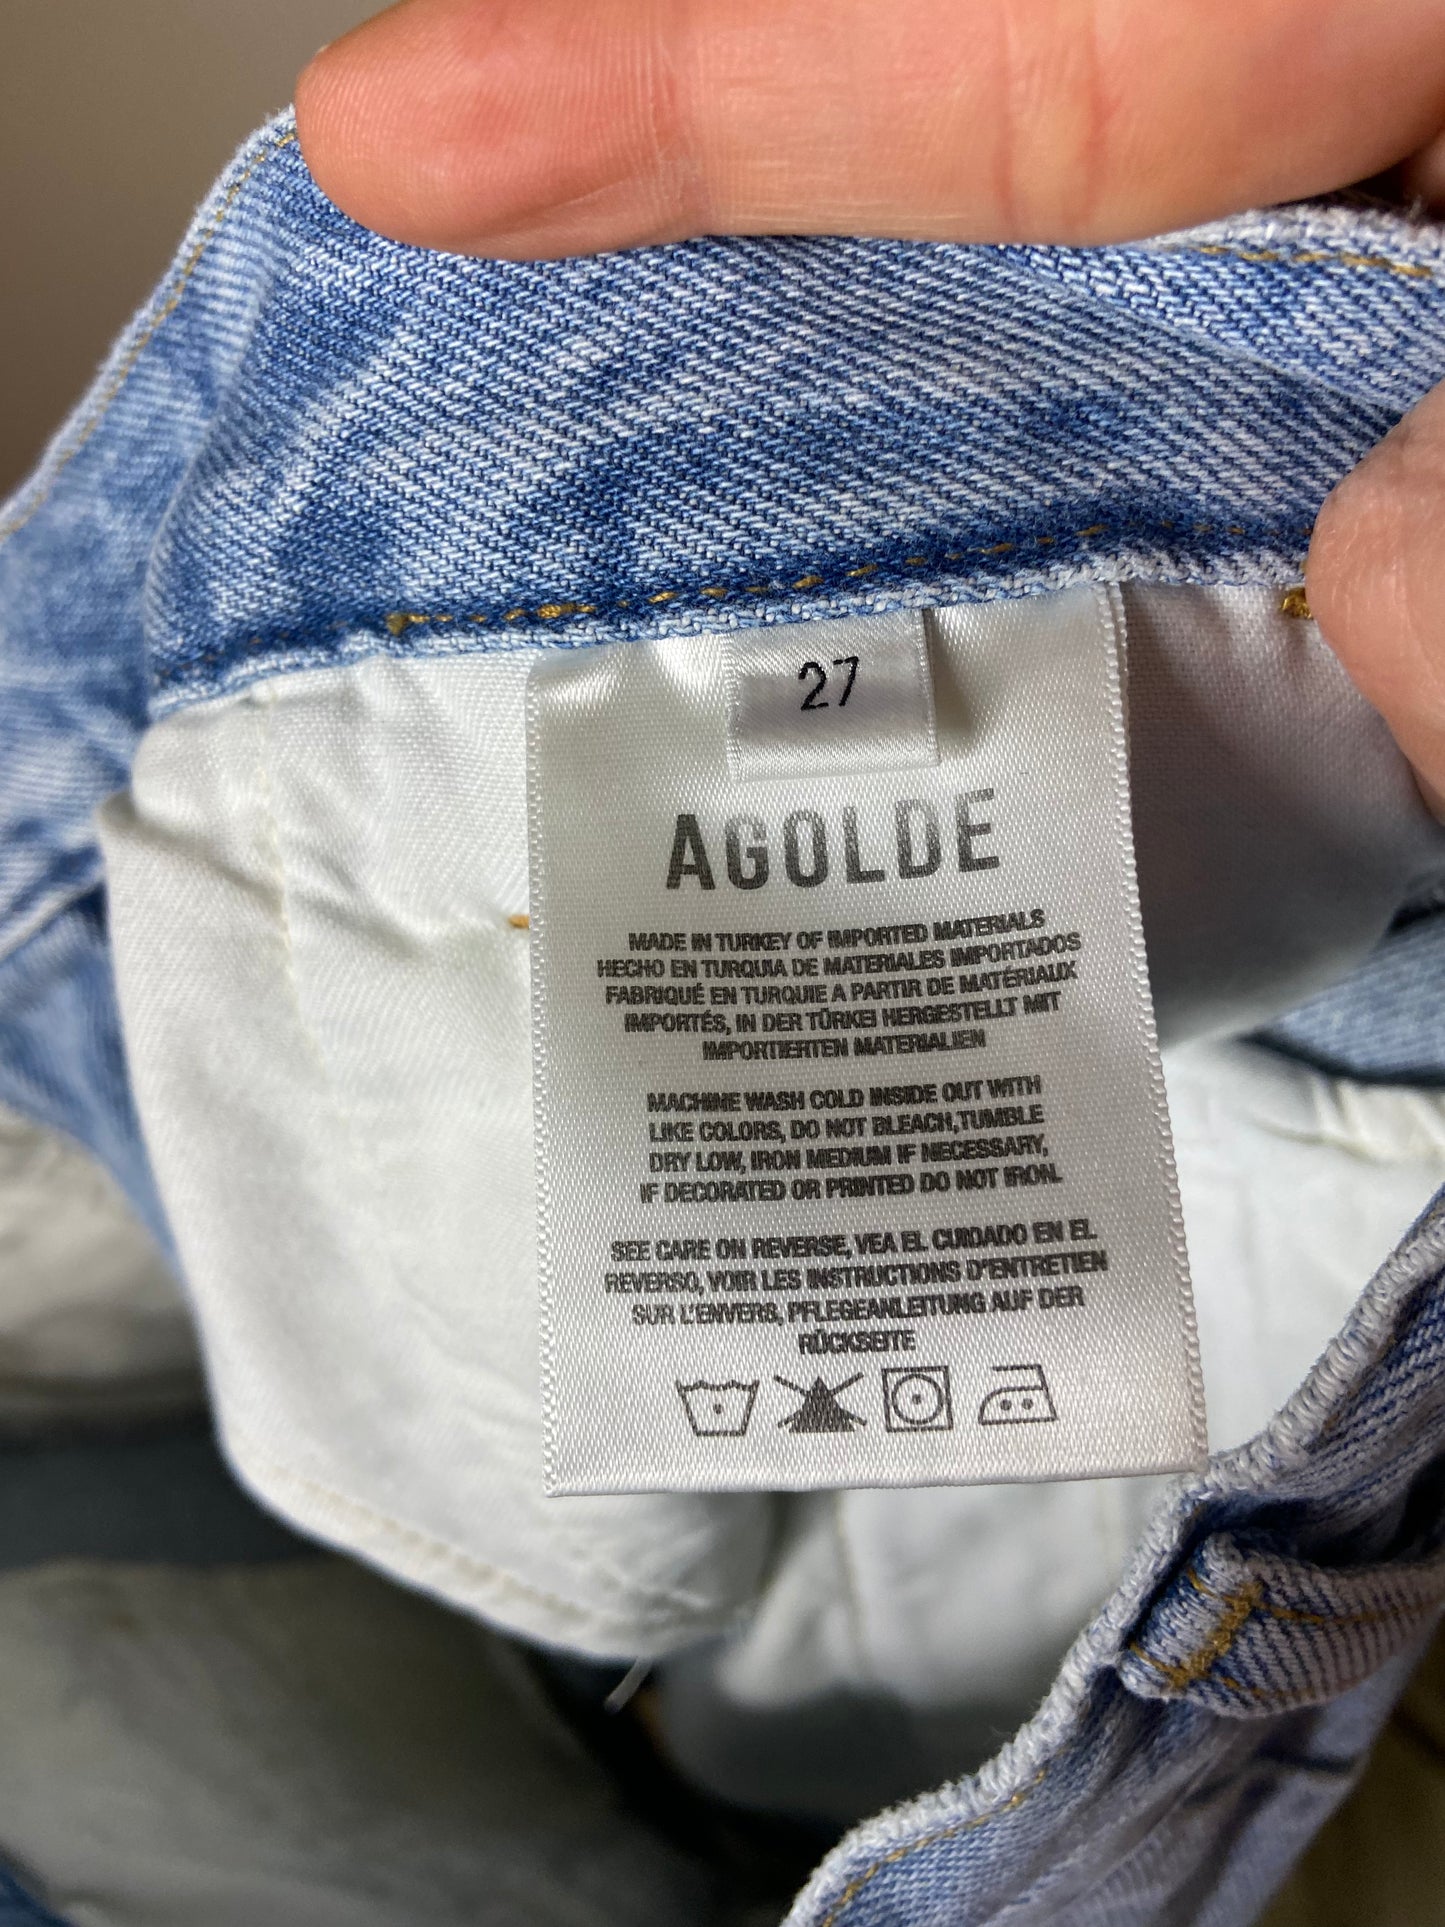 27
AGOLDE
MADE IN TURKEY OF IMPORTED MATERIALS
HECHO EN TURQUIA DE MATERIALES IMPORTADOS
FABRIQUÉ EN TURQUIE A PARTIR DE MATÉRIAUX
IMPORTÉS, IN DER TÜRKEI HERGESTELLT MIT
IMPORTIERTEN MATERIALIEN
MACHINE WASH COLD INSIDE OUT WITH
LIKE COLORS, DO NOT BLEACH,TUMBLE
DRY LOW, IRON MEDIUM IF NECESSARY,
IF DECORATED OR PRINTED DO NOT IRON.
SEE CARE ON REVERSE, VEA EL CUIDADO EN EL
REVERSO, VOIR LES INSTRUCTIONS D'ENTRETIEN
SUR L'ENVERS, PFLEGEANLEITUNG AUF DER
RÜCKSEITE